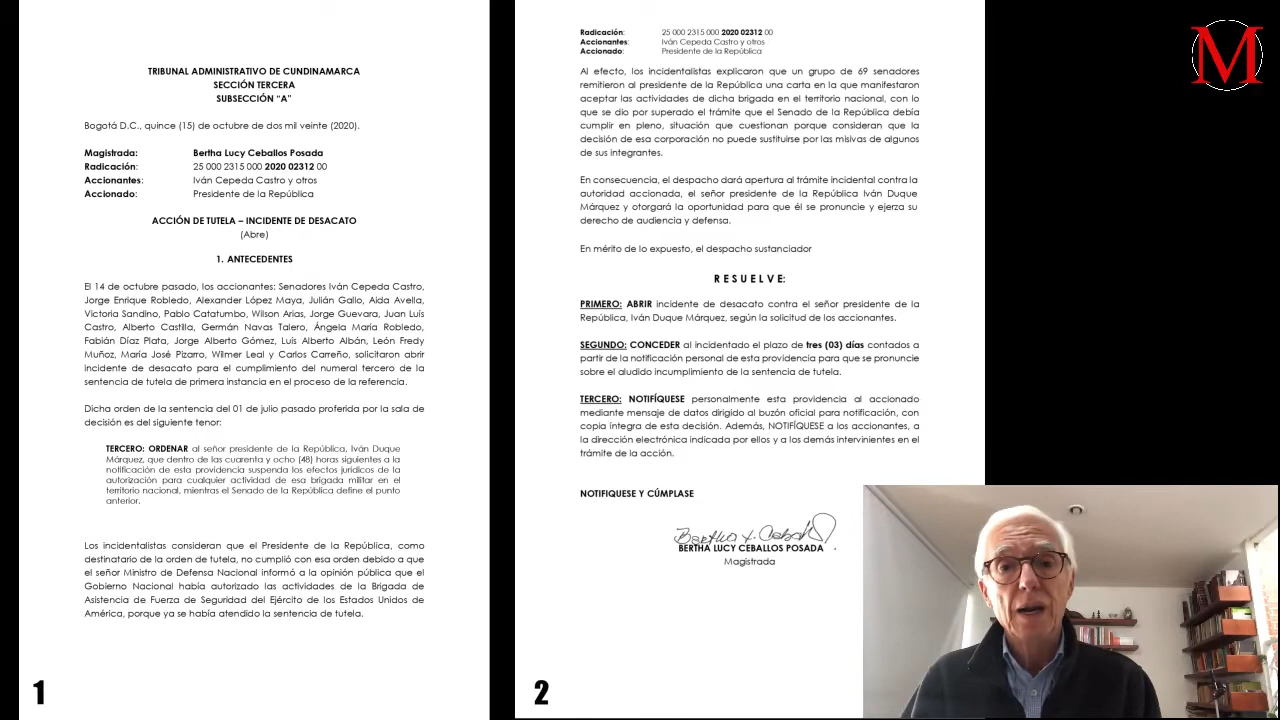 TRIBUNAL ADMINISTRATIVO DE CUNDINAMARCA
SECCIÓN TERCERA
SUBSECCIÓN "A"
Bogotá D.C., quince (15) de octubre de dos mil veinte (2020).
Magistrada: Bertha Lucy Ceballos Posada
Radicación: 25 000 2315 000 2020 02312 00
Accionantes: Iván Cepeda Castro y otros
Accionado: Presidente de la República
ACCIÓN DE TUTELA – INCIDENTE DE DESACATO
(Abre)
1. ANTECEDENTES
El 14 de octubre pasado, los accionantes: Senadores Iván Cepeda Castro,
Jorge Enrique Robledo, Alexander López Maya, Julián Gallo, Aida Avella,
Victoria Sandino, Pablo Catatumbo, Wilson Arias, Jorge Guevara, Juan Luis
Castro, Alberto Castilla, Germán Navas Talero, Ángela María Robledo,
Fabián Díaz Plata, Jorge Alberto Gómez, Luis Alberto Albán, León Fredy
Muñoz, María José Pizarro, Wilmer Leal y Carlos Carreño, solicitaron abrir
incidente de desacato para el cumplimiento del numeral tercero de la
sentencia de tutela de primera instancia en el proceso de la referencia.
Dicha orden de la sentencia del 01 de julio pasado proferida por la sala de
decisión es del siguiente tenor:
TERCERO: ORDENAR al señor presidente de la República, Iván Duque
Márquez, que dentro de las cuarenta y ocho (48) horas siguientes a la
notificación de esta providencia suspenda los efectos jurídicos de la
autorización para cualquier actividad de esa brigada militar en el
territorio nacional, mientras el Senado de la República define el punto
anterior.
Los incidentalistas consideran que el Presidente de la República, como
destinatario de la orden de tutela, no cumplió con esa orden debido a que
el señor Ministro de Defensa Nacional informó a la opinión pública que el
Gobierno Nacional había autorizado las actividades de la Brigada de
Asistencia de Fuerza de Seguridad del Ejército de los Estados Unidos de
América, porque ya se había atendido la sentencia de tutela.
1
Radicación: 25 000 2315 000 2020 02312 00
Accionantes: Iván Cepeda Castro y otros
Accionado: Presidente de la República
Al efecto, los incidentalistas explicaron que un grupo de 69 senadores
remitieron al presidente de la República una carta en la que manifestaron
aceptar las actividades de dicha brigada en el territorio nacional, con lo
que se dio por superado el trámite que el Senado de la República debía
cumplir en pleno, situación que cuestionan porque consideran que la
decisión de esa corporación no puede sustituirse por las misivas de algunos
de sus integrantes.
En consecuencia, el despacho dará apertura al trámite incidental contra la
autoridad accionada, el señor presidente de la República Iván Duque
Márquez y otorgará la oportunidad para que él se pronuncie y ejerza su
derecho de audiencia y defensa.
En mérito de lo expuesto, el despacho sustanciador
R E S U E L V E:
PRIMERO: ABRIR incidente de desacato contra el señor presidente de la
República, Iván Duque Márquez, según la solicitud de los accionantes.
SEGUNDO: CONCEDER al incidentado el plazo de tres (03) días contados a
partir de la notificación personal de esta providencia para que se pronuncie
sobre el aludido incumplimiento de la sentencia de tutela.
TERCERO: NOTIFÍQUESE personalmente esta providencia al accionado
mediante mensaje de datos dirigido al buzón oficial para notificación, con
copia íntegra de esta decisión. Además, NOTIFÍQUESE a los accionantes, a
la dirección electrónica indicada por ellos y a los demás intervinientes en el
trámite de la acción.
NOTIFIQUESE Y CÚMPLASE
Bertha L. Ceballos
BERTHA LUCY CEBALLOS POSADA
Magistrada
2
M